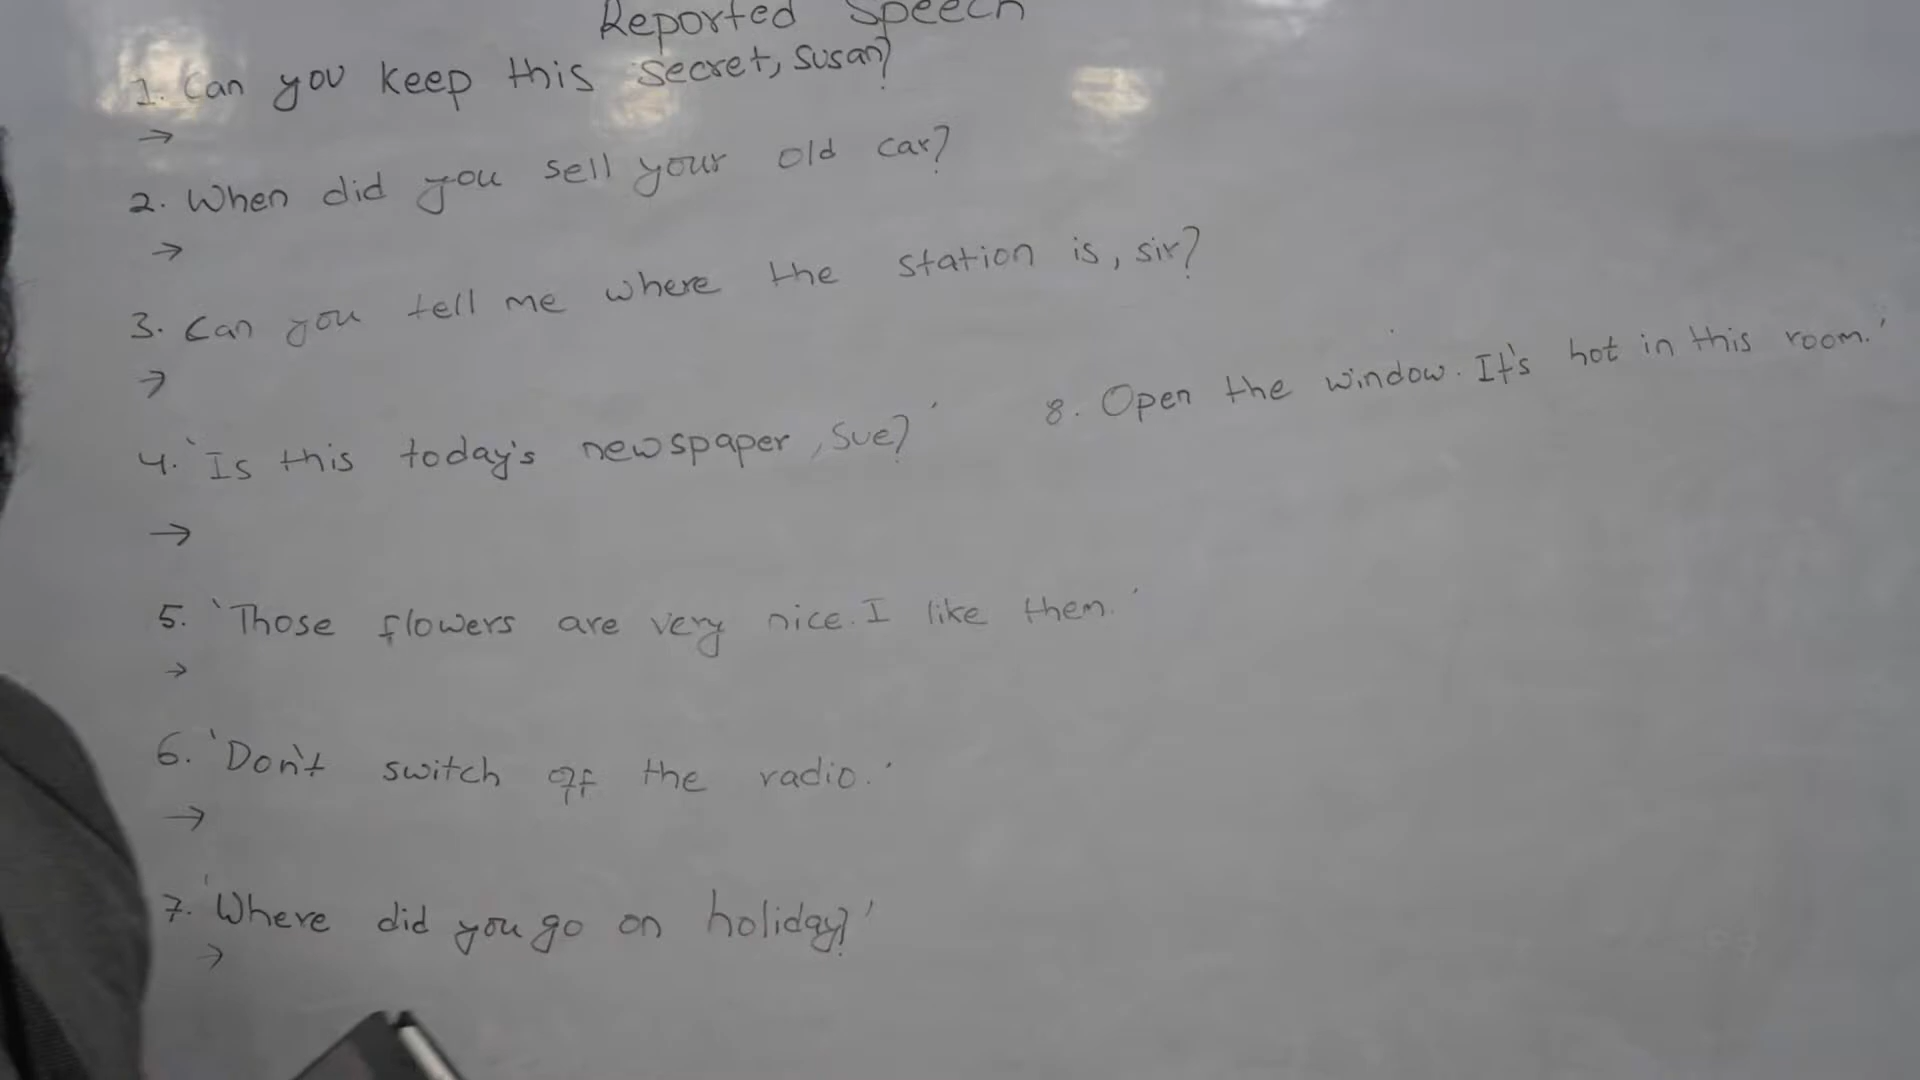 Reported Speech
1. Can you keep this secret, Susan?
→
2. When did you sell your old car?
→
3. Can you tell me where the station is, sir?
→
4. 'Is this today's newspaper, Sue?'
→
5. 'Those flowers are very nice. I like them.'
→
6. 'Don't switch off the radio.'
→
7. 'Where did you go on holiday?'
→
8. Open the window. It's hot in this room.'